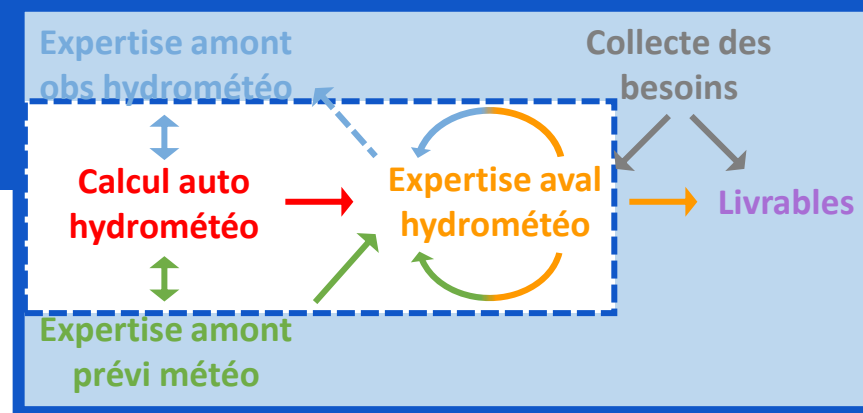 Expertise amont
obs hydrométéo
Collecte des
besoins
Calcul auto
hydrométéo
Expertise aval
hydrométéo
Livrables
Expertise amont
prévi météo